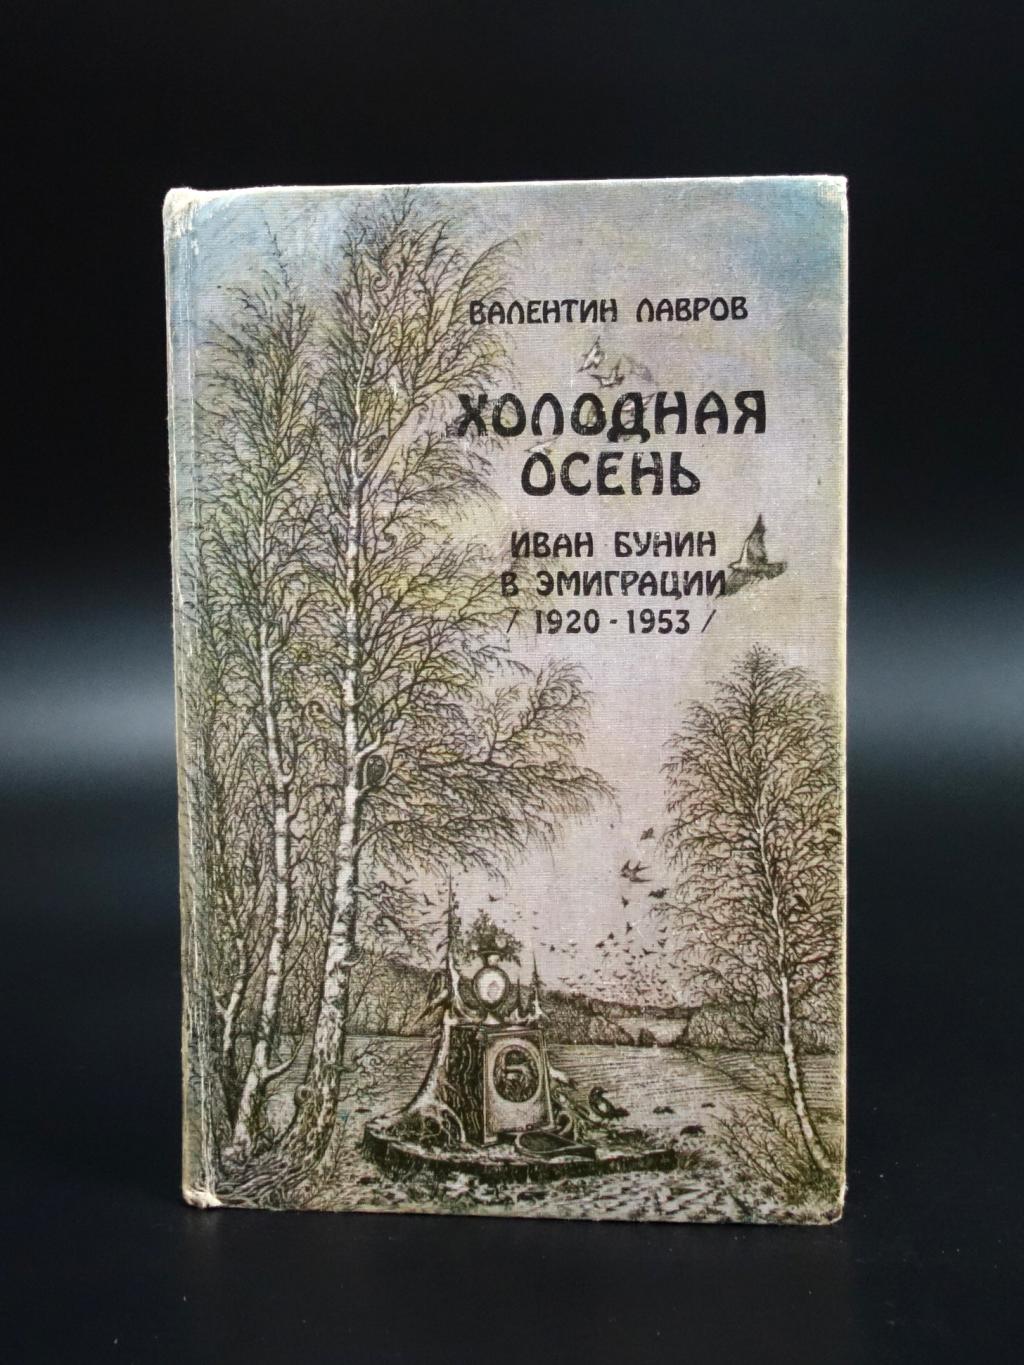 ВАЛЕНТИН ЛАВРОВ
ХОЛОДНАЯ
ОСЕНЬ
ИВАН БУНИН
В ЭМИГРАЦИИ
/ 1920 - 1953 /
Б